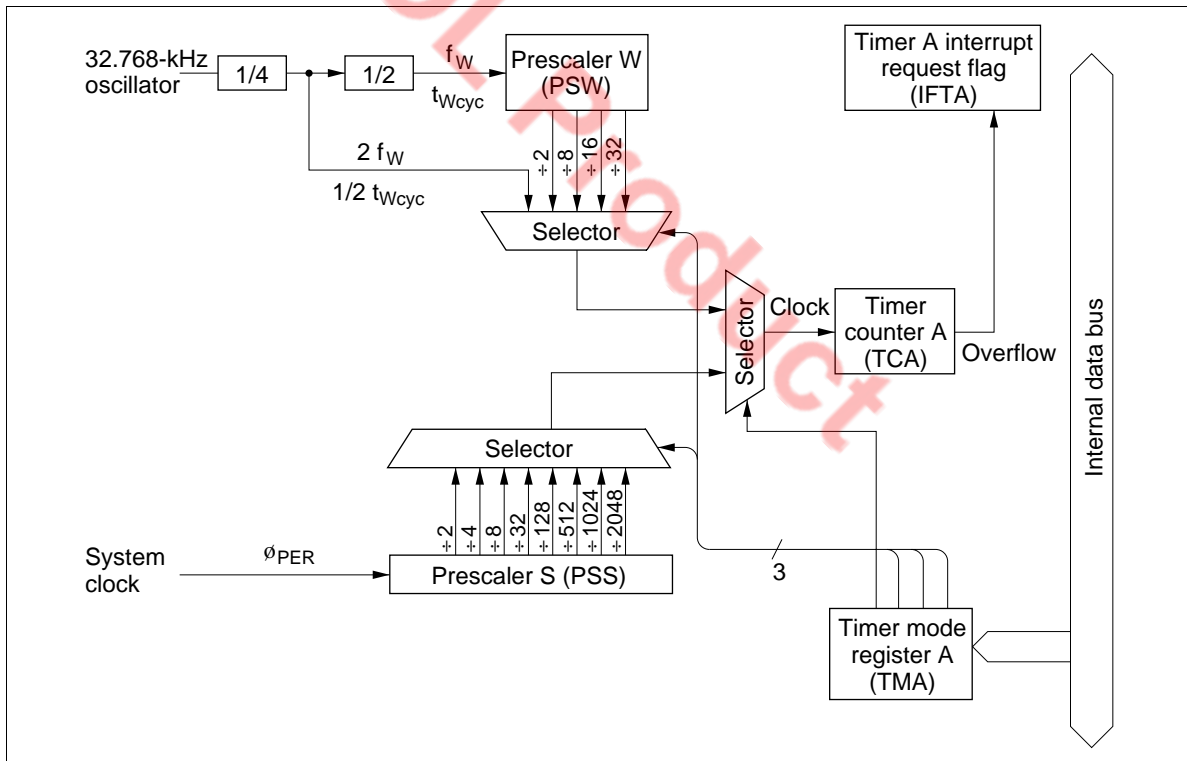 32.768-kHz
oscillator
1/4
1/2
fW
tWcyc
Prescaler W
(PSW)
Timer A interrupt
request flag
(IFTA)
2 fW
1/2 tWcyc
÷2
÷8
÷16
÷32
Selector
Selector
Clock
Timer
counter A
(TCA)
Overflow
Internal data bus
Selector
÷2
÷4
÷8
÷32
÷128
÷512
÷1024
÷2048
System
clock
øPER
Prescaler S (PSS)
3
Timer mode
register A
(TMA)
L Product